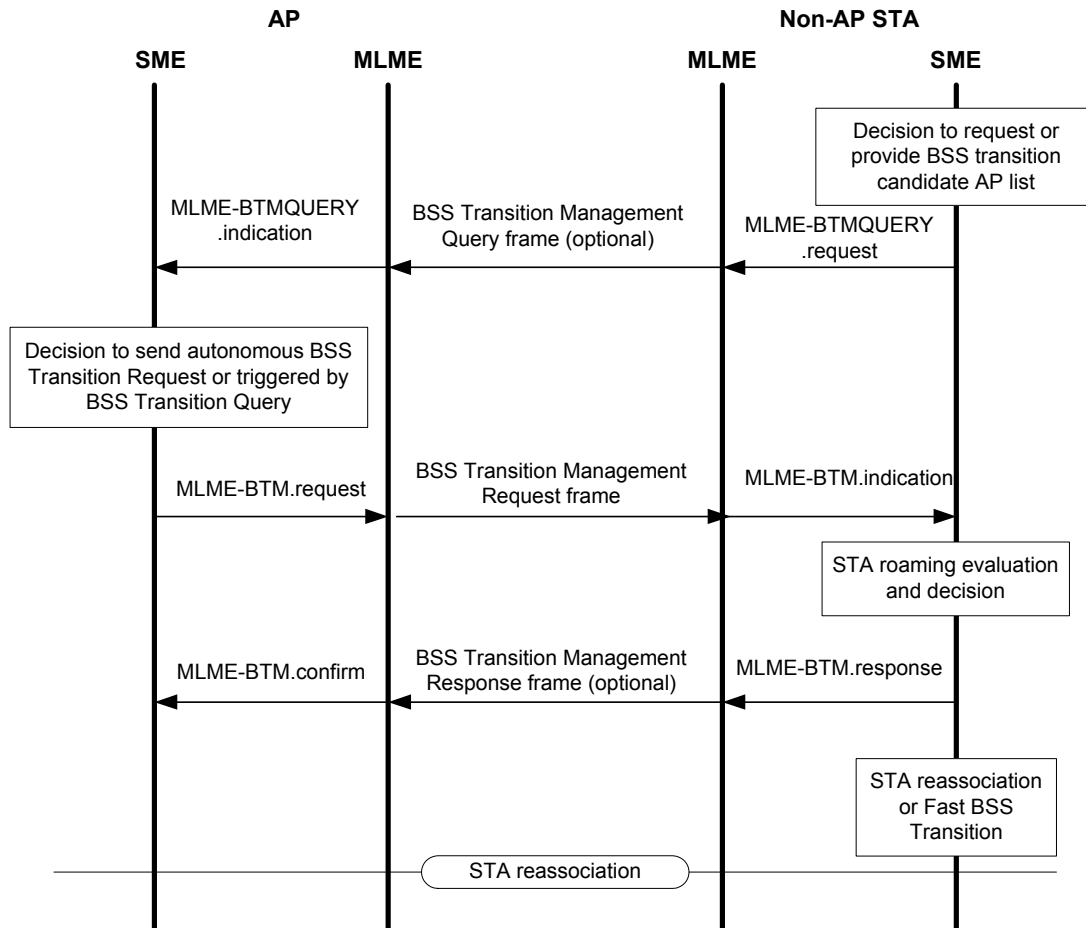 AP
Non-AP STA
SME
MLME
MLME
SME
Decision to request or
provide BSS transition
candidate AP list
MLME-BTMQUERY
.indication
BSS Transition Management
Query frame (optional)
MLME-BTMQUERY
.request
Decision to send autonomous BSS
Transition Request or triggered by
BSS Transition Query
MLME-BTM.request
BSS Transition Management
Request frame
MLME-BTM.indication
STA roaming evaluation
and decision
MLME-BTM.confirm
BSS Transition Management
Response frame (optional)
MLME-BTM.response
STA reassociation
or Fast BSS
Transition
STA reassociation